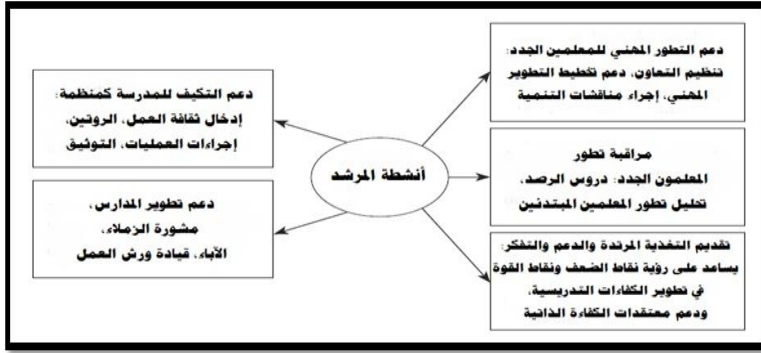 دعم التطور المهني للمعلمين الجدد:
تنظيم التعاون، دعم تخطيط التطوير
المهني، إجراء مناقشات التنمية
دعم التكيف للمدرسة كمنظمة:
إدخال ثقافة العمل، الروتين،
إجراءات العمليات، التوثيق
أنشطة المرشد
مراقبة تطور
المعلمون الجدد: دروس الرصد،
تحليل تطور المعلمين المبتدئين
دعم تطوير المدارس،
مشورة الزملاء،
الآباء، قيادة ورش العمل
تقديم التغذية المرتدة والدعم والتفكر:
يساعد على رؤية نقاط الضعف ونقاط القوة
في تطوير الكفاءات التدريسية،
ودعم معتقدات الكفاءة الذاتية